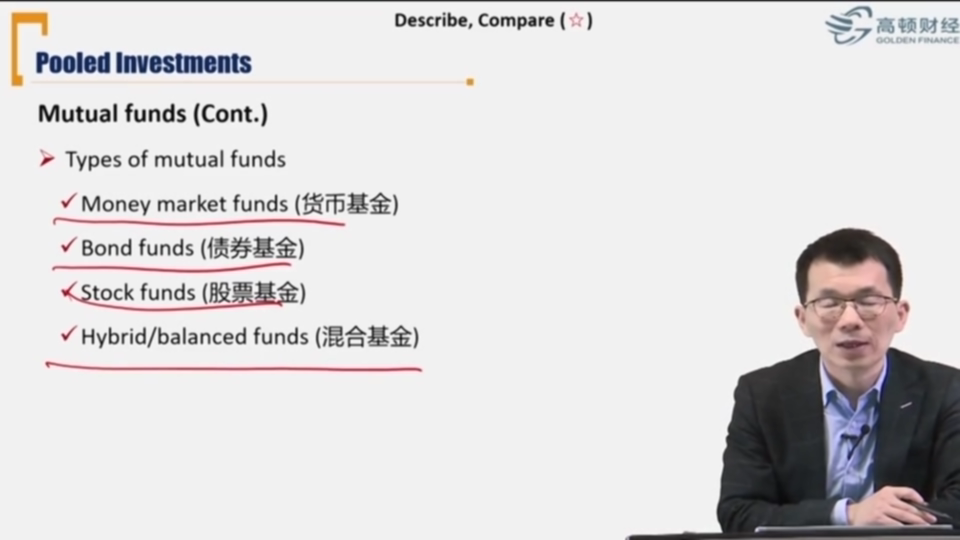 Describe, Compare (☆)
高顿财经
GOLDEN FINANCE
Pooled Investments
Mutual funds (Cont.)
Types of mutual funds
Money market funds (货币基金)
Bond funds (债券基金)
Stock funds (股票基金)
Hybrid/balanced funds (混合基金)